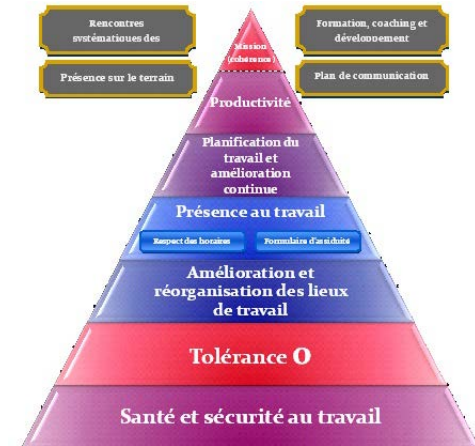 Rencontres
systématiques des
Formation, coaching et
développement
Présence sur le terrain
Plan de communication
Mission
(cohérence)
Productivité
Planification du
travail et
amélioration
continue
Présence au travail
Respect des horaires
Formulaire d'assiduité
Amélioration et
réorganisation des lieux
de travail
Tolérance O
Santé et sécurité au travail